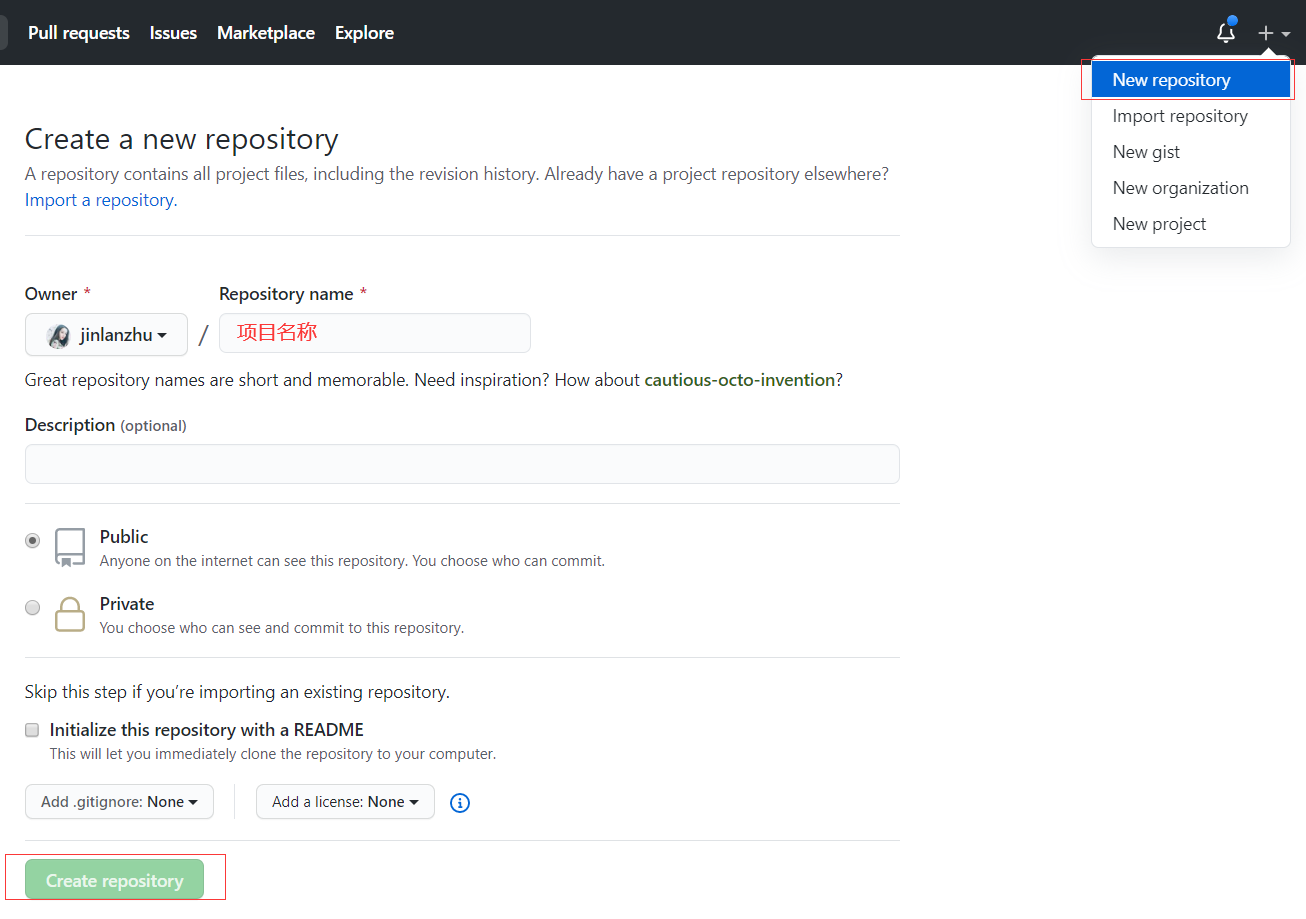 Pull requests Issues Marketplace Explore
New repository
Import repository
New gist
New organization
New project
Create a new repository
A repository contains all project files, including the revision history. Already have a project repository elsewhere?
Import a repository.
Owner * Repository name *
jinlanzhu / 项目名称
Great repository names are short and memorable. Need inspiration? How about cautious-octo-invention?
Description (optional)
Public
Anyone on the internet can see this repository. You choose who can commit.
Private
You choose who can see and commit to this repository.
Skip this step if you’re importing an existing repository.
Initialize this repository with a README
This will let you immediately clone the repository to your computer.
Add .gitignore: None Add a license: None
Create repository